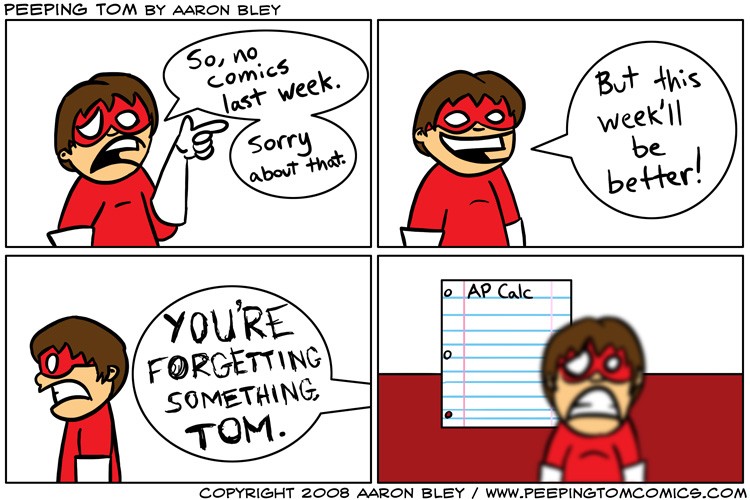 PEEPING TOM BY AARON BLEY
So, no
comics
last week.
Sorry
about that.
But this
week'll
be
better!
YOU'RE
FORGETTING
SOMETHING,
TOM.
AP Calc
COPYRIGHT 2008 AARON BLEY / WWW.PEEPINGTOMCOMICS.COM